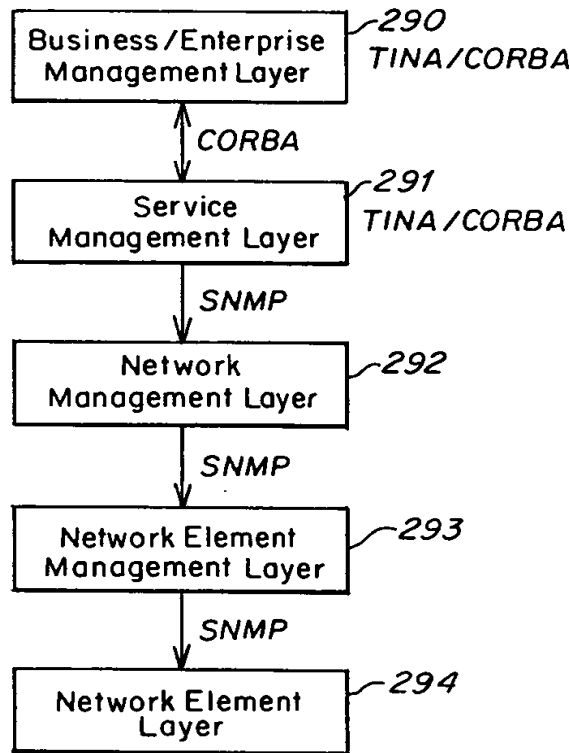 290
Business/Enterprise
Management Layer
TINA/CORBA
CORBA
291
Service
Management Layer
TINA/CORBA
SNMP
292
Network
Management Layer
SNMP
293
Network Element
Management Layer
SNMP
294
Network Element
Layer